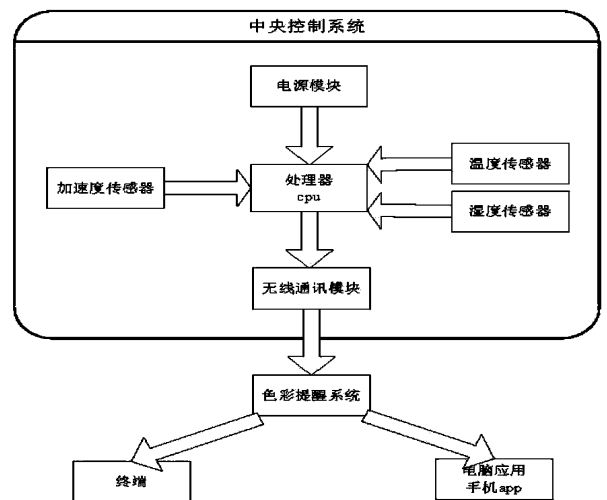 中央控制系统
电源模块
加速度传感器
处理器
cpu
温度传感器
湿度传感器
无线通讯模块
色彩提醒系统
终端
电脑应用
手机app